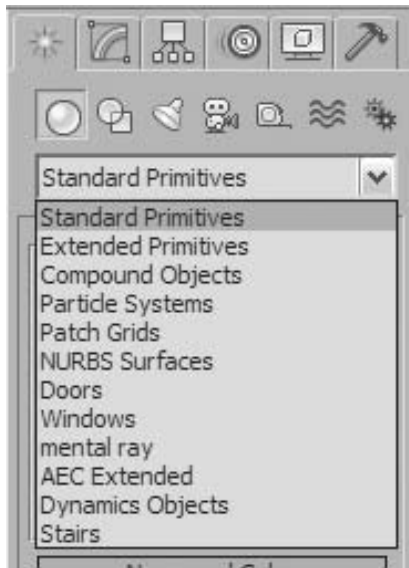 Standard Primitives
Standard Primitives
Extended Primitives
Compound Objects
Particle Systems
Patch Grids
NURBS Surfaces
Doors
Windows
mental ray
AEC Extended
Dynamics Objects
Stairs